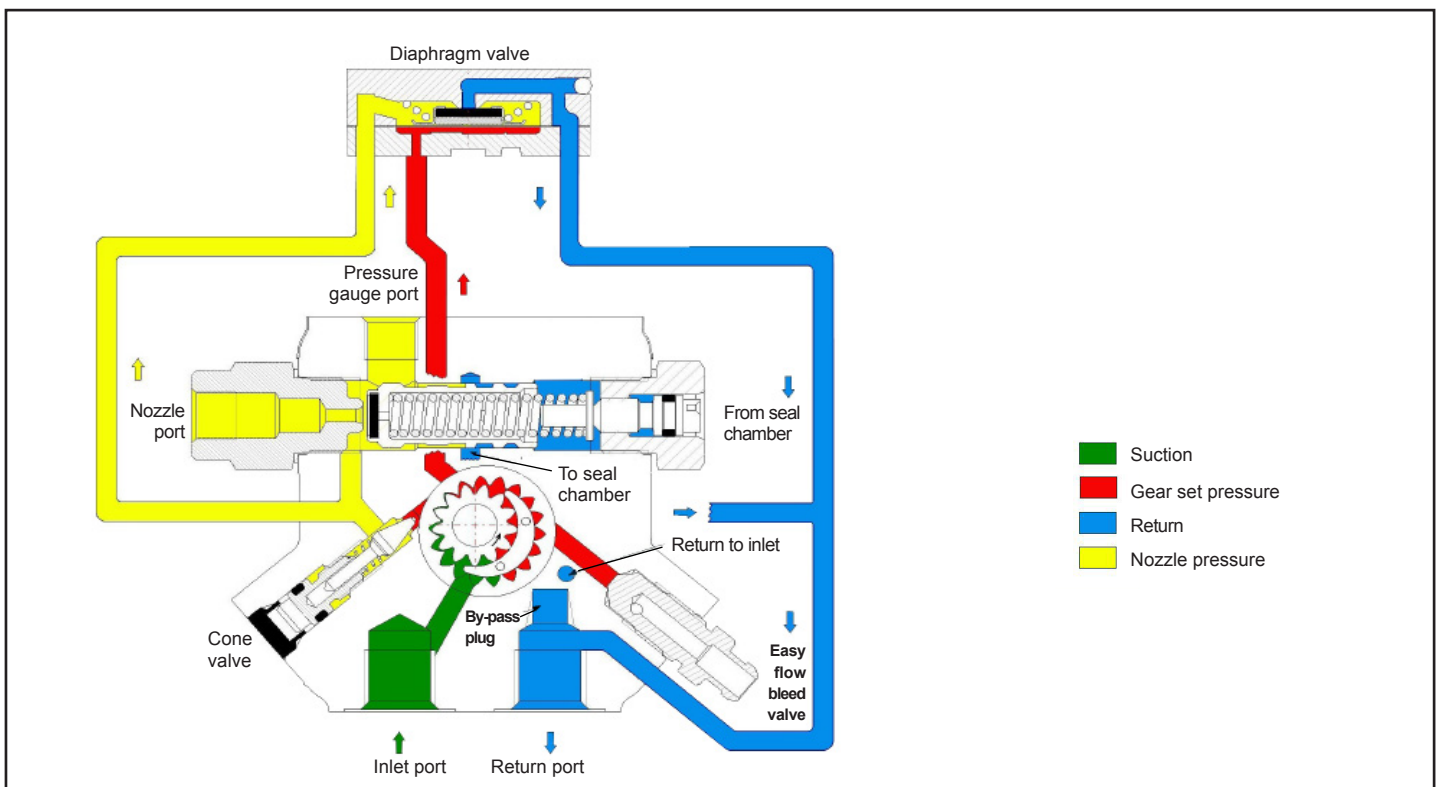 Diaphragm valve
Pressure
gauge port
Nozzle
port
From seal
chamber
To seal
chamber
Return to inlet
By-pass
plug
Cone
valve
Easy
flow
bleed
valve
Inlet port
Return port
Suction
Gear set pressure
Return
Nozzle pressure